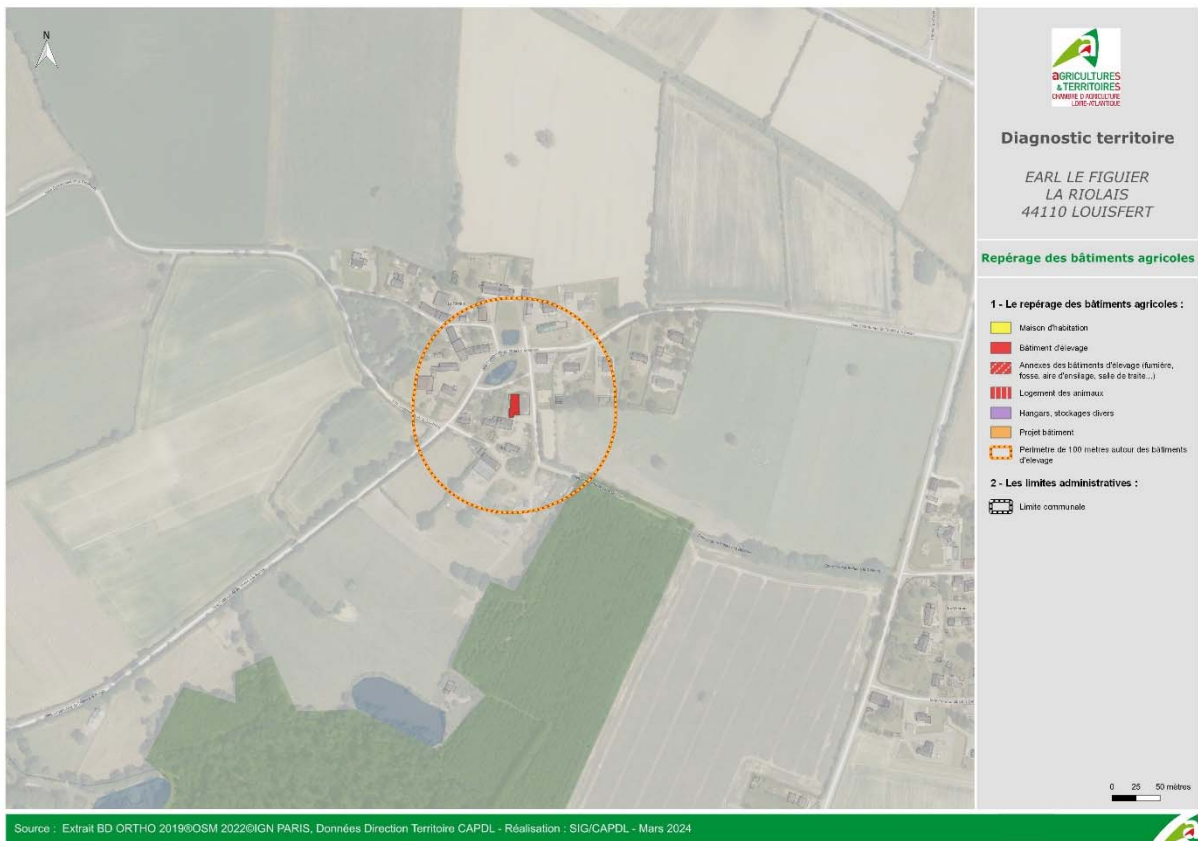 N
aGRICULTURES
& TERRITOIRES
CHAMBRE D'AGRICULTURE
LOIRE-ATLANTIQUE
Diagnostic territoire
EARL LE FIGUIER
LA RIOLAIS
44110 LOUISFERT
Repérage des bâtiments agricoles
1 - Le repérage des bâtiments agricoles :
Maison d'habitation
Bâtiment d'élevage
Annexes des bâtiments d'élevage (fumière,
fosse, aire d'ensilage, salle de traite...)
Logement des animaux
Hangars, stockages divers
Projet bâtiment
Périmètre de 100 mètres autour des bâtiments
d'élevage
2 - Les limites administratives :
Limite communale
0 25 50 mètres
Source : Extrait BD ORTHO 2019®OSM 2022©IGN PARIS, Données Direction Territoire CAPDL - Réalisation : SIG/CAPDL - Mars 2024